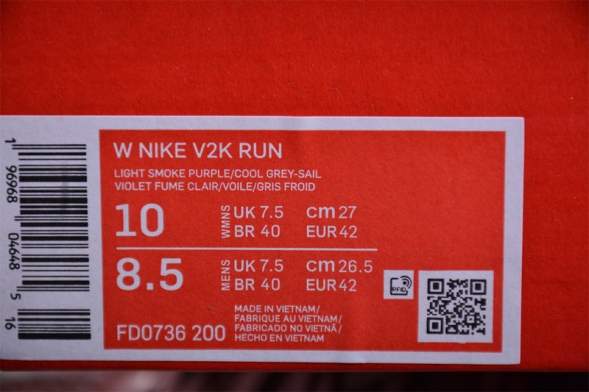 W NIKE V2K RUN
LIGHT SMOKE PURPLE/COOL GREY-SAIL
VIOLET FUME CLAIR/VOILE/GRIS FROID
10 WMNS UK 7.5 cm 27
BR 40 EUR 42
8.5 MENS UK 7.5 cm 26.5
BR 40 EUR 42
RFID
FD0736 200
MADE IN VIETNAM/
FABRIQUE AU VIETNAM/
FABRICADO NO VIETNÃ/
HECHO EN VIETNAM
1 96968 04648 5 16